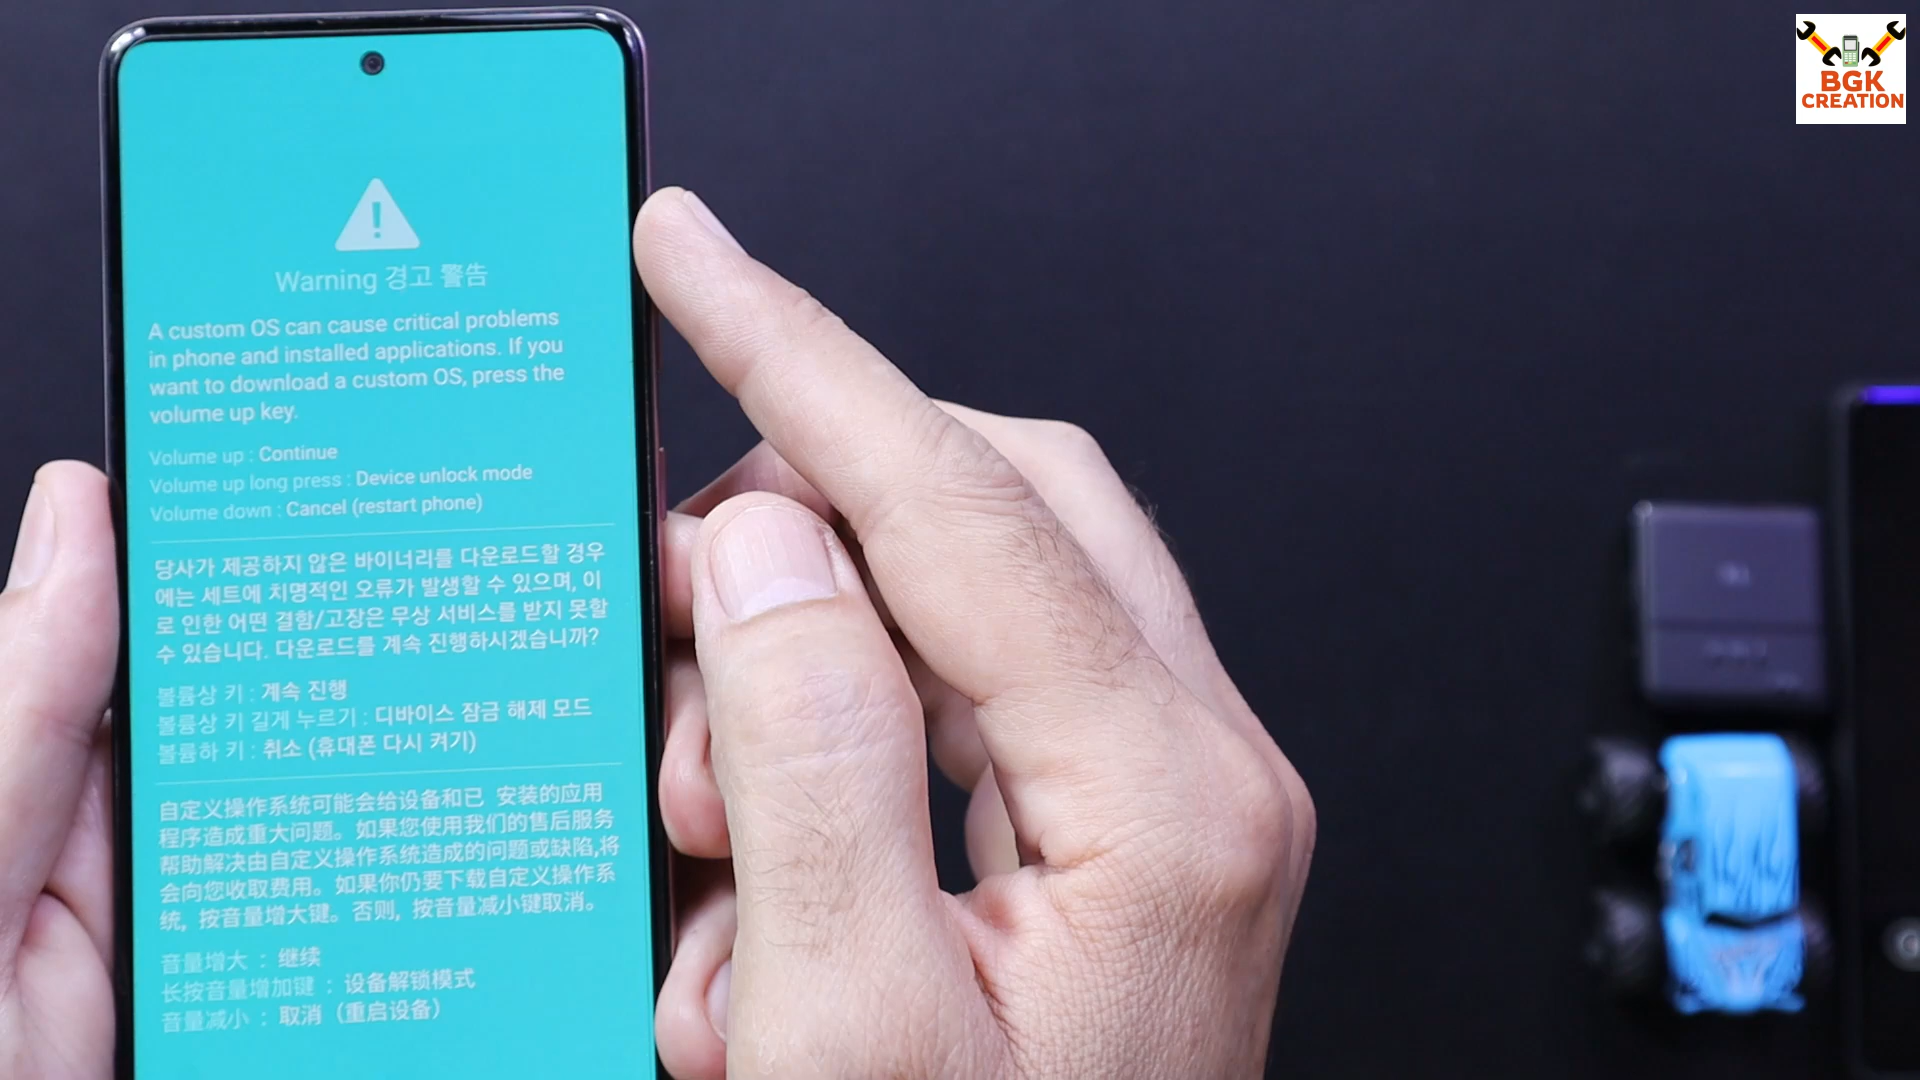 BGK
CREATION
Warning 경고 警告
A custom OS can cause critical problems
in phone and installed applications. If you
want to download a custom OS, press the
volume up key.
Volume up : Continue
Volume up long press : Device unlock mode
Volume down : Cancel (restart phone)
당사가 제공하지 않은 바이너리를 다운로드할 경우
에는 세트에 치명적인 오류가 발생할 수 있으며, 이
로 인한 어떤 결함/고장은 무상 서비스를 받지 못할
수 있습니다. 다운로드를 계속 진행하시겠습니까?
볼륨상 키 : 계속 진행
볼륨상 키 길게 누르기 : 디바이스 잠금 해제 모드
볼륨하 키 : 취소 (휴대폰 다시 켜기)
自定义操作系统可能会给设备和已 安装的应用
程序造成重大问题。如果您使用我们的售后服务
帮助解决由自定义操作系统造成的问题或缺陷,将
会向您收取费用。如果你仍要下载自定义操作系
统, 按音量增大键。否则, 按音量减小键取消。
音量增大 : 继续
长按音量增加键 : 设备解锁模式
音量减小 : 取消（重启设备）